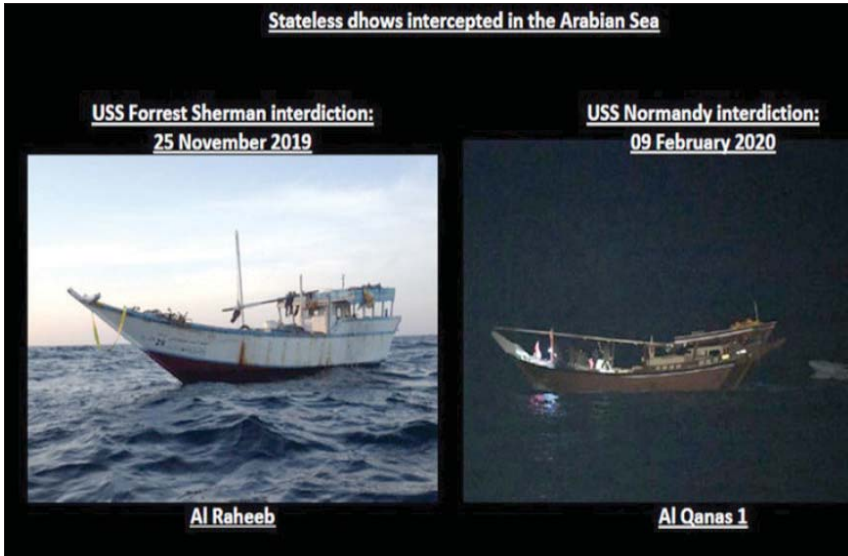 Stateless dhows intercepted in the Arabian Sea
USS Forrest Sherman interdiction:
25 November 2019
USS Normandy interdiction:
09 February 2020
Al Raheeb
Al Qanas 1